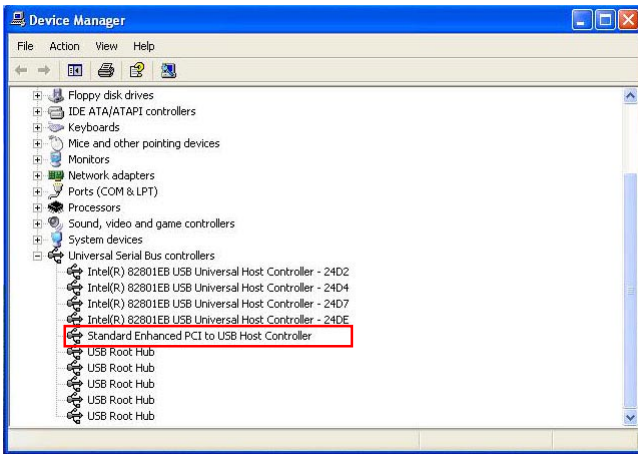 Device Manager
File Action View Help
Floppy disk drives
IDE ATA/ATAPI controllers
Keyboards
Mice and other pointing devices
Monitors
Network adapters
Ports (COM & LPT)
Processors
Sound, video and game controllers
System devices
Universal Serial Bus controllers
Intel(R) 82801EB USB Universal Host Controller - 24D2
Intel(R) 82801EB USB Universal Host Controller - 24D4
Intel(R) 82801EB USB Universal Host Controller - 24D7
Intel(R) 82801EB USB Universal Host Controller - 24DE
Standard Enhanced PCI to USB Host Controller
USB Root Hub
USB Root Hub
USB Root Hub
USB Root Hub
USB Root Hub